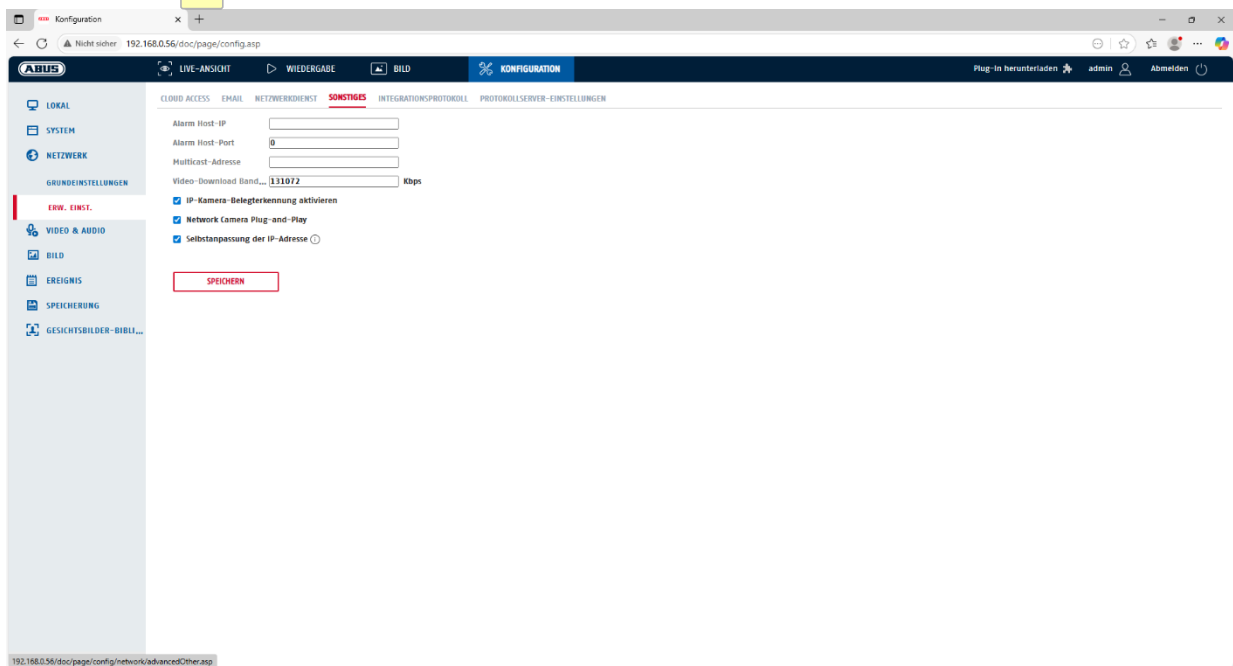 Konfiguration
Nicht sicher 192.168.0.56/doc/page/config.asp
ABUS LIVE-ANSICHT WIEDERGABE BILD KONFIGURATION Plug-In herunterladen admin Abmelden
CLOUD ACCESS EMAIL NETZWERKDIENST SONSTIGES INTEGRATIONSPROTOKOLL PROTOKOLLSERVER-EINSTELLUNGEN
LOKAL
SYSTEM
NETZWERK
GRUNDEINSTELLUNGEN
ERW. EINST.
VIDEO & AUDIO
BILD
EREIGNIS
SPEICHERUNG
GESICHTSBILDER-BIBLI...
Alarm Host-IP
Alarm Host-Port 0
Multicast-Adresse
Video-Download Band... 131072 Kbps
IP-Kamera-Belegterkennung aktivieren
Network Camera Plug-and-Play
Selbstanpassung der IP-Adresse
SPEICHERN
192.168.0.56/doc/page/config/network/advancedOther.asp